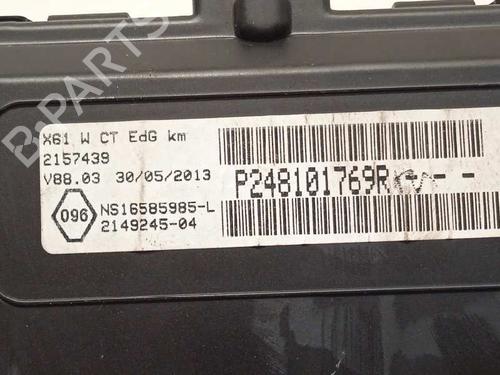 B-PARTS
X61 W CT EdG km
2157439
V88.03 30/05/2013
P248101769R
- -
096
NS16585985-L
2149245-04